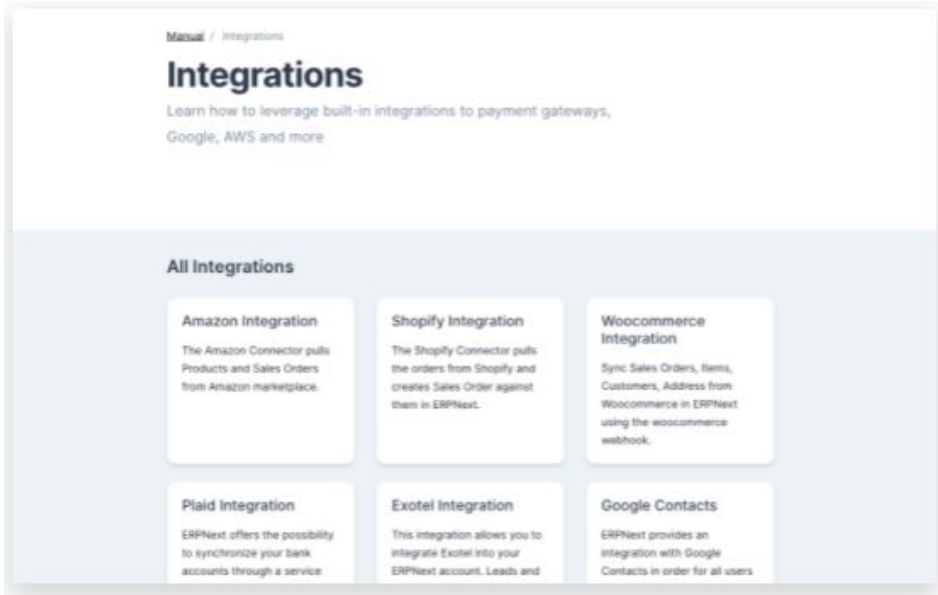 Manual / Integrations
Integrations
Learn how to leverage built-in integrations to payment gateways,
Google, AWS and more
All Integrations
Amazon Integration
The Amazon Connector pulls
Products and Sales Orders
from Amazon marketplace.
Shopify Integration
The Shopify Connector pulls
the orders from Shopify and
creates Sales Order against
them in ERPNext.
Woocommerce
Integration
Sync Sales Orders, Items,
Customers, Address from
Woocommerce in ERPNext
using the woocommerce
webhook.
Plaid Integration
ERPNext offers the possibility
to synchronize your bank
accounts through a service
Exotel Integration
This integration allows you to
integrate Exotel into your
ERPNext account. Leads and
Google Contacts
ERPNext provides an
integration with Google
Contacts in order for all users